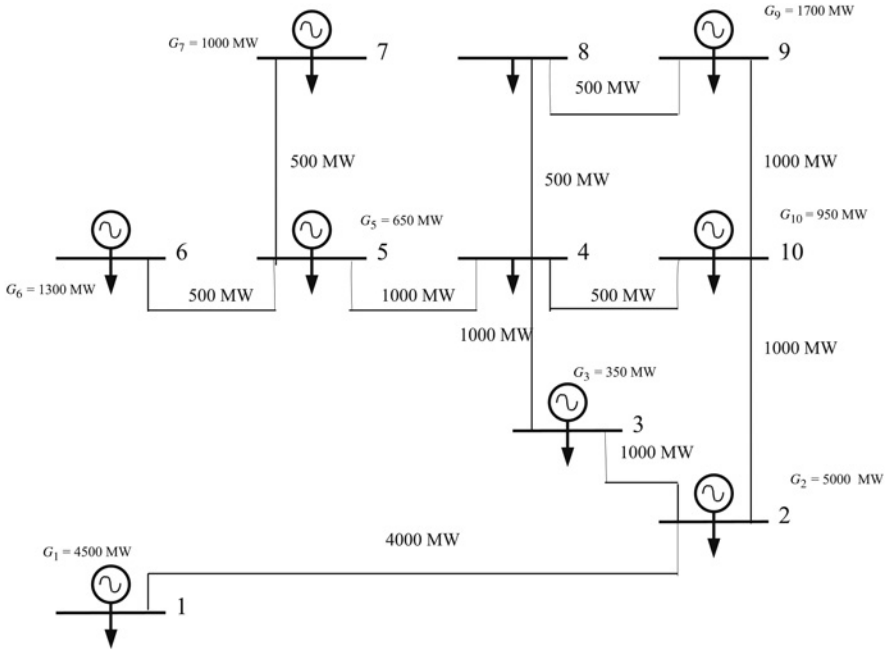 G₉ = 1700 MW
G₇ = 1000 MW
7
8
9
500 MW
500 MW
1000 MW
500 MW
G₅ = 650 MW
G₁₀ = 950 MW
6
5
4
10
G₆ = 1300 MW
500 MW
1000 MW
500 MW
1000 MW
1000 MW
G₃ = 350 MW
3
1000 MW
G₂ = 5000 MW
2
4000 MW
G₁ = 4500 MW
1